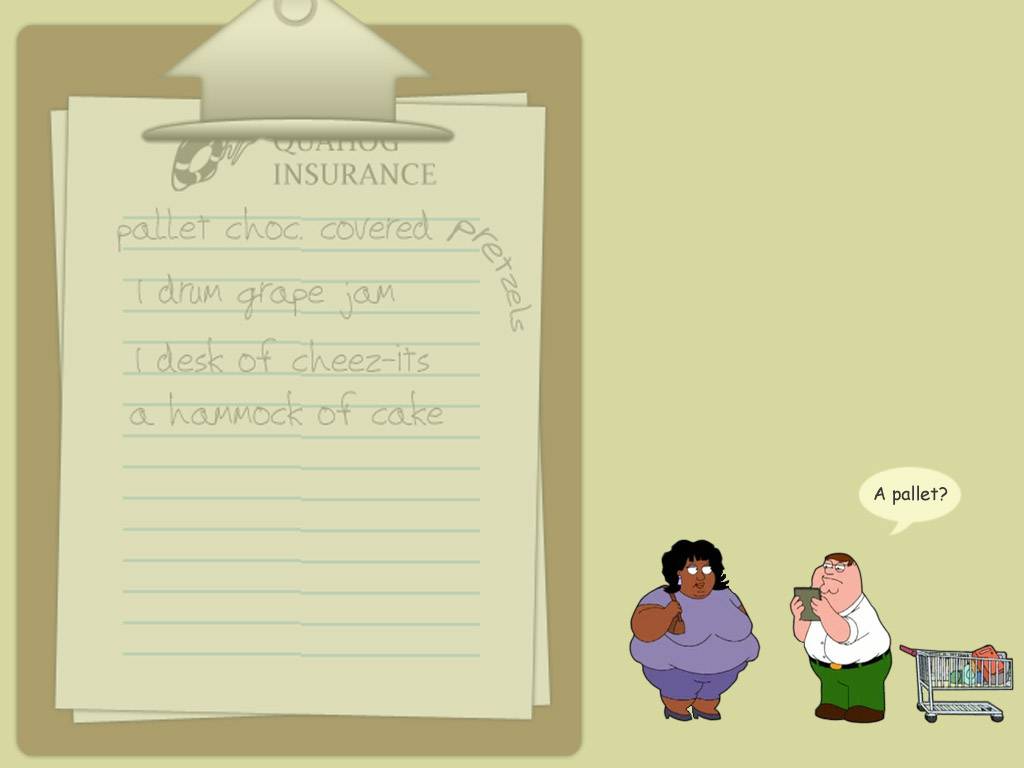 QUAHOG
INSURANCE
pallet choc. covered pretzels
1 drum grape jam
1 desk of cheez-its
a hammock of cake
A pallet?